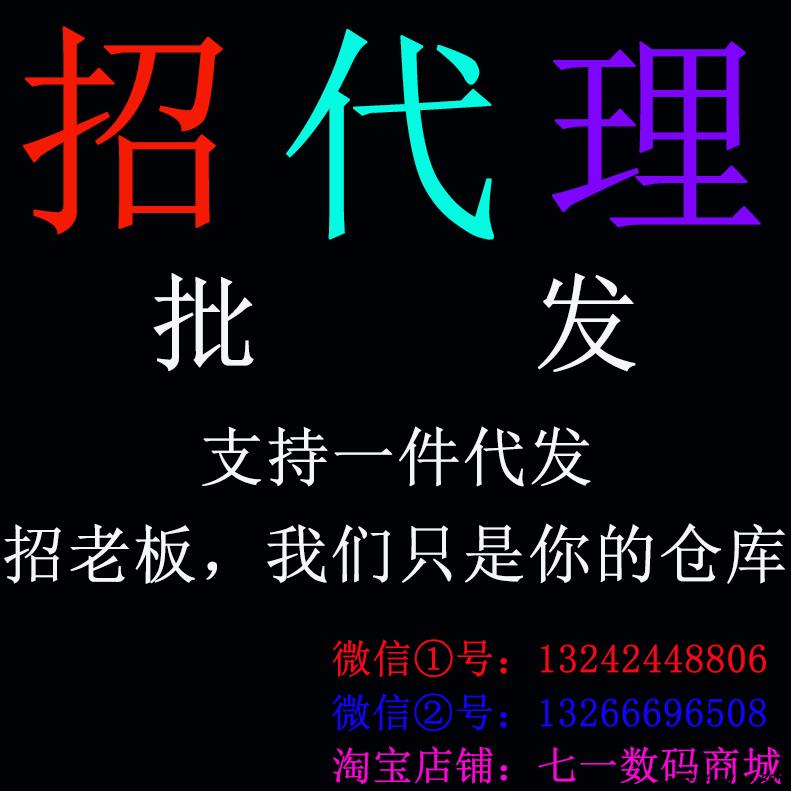 招代理
批发
支持一件代发
招老板，我们只是你的仓库
微信①号：13242448806
微信②号：13266696508
淘宝店铺：七一数码商城